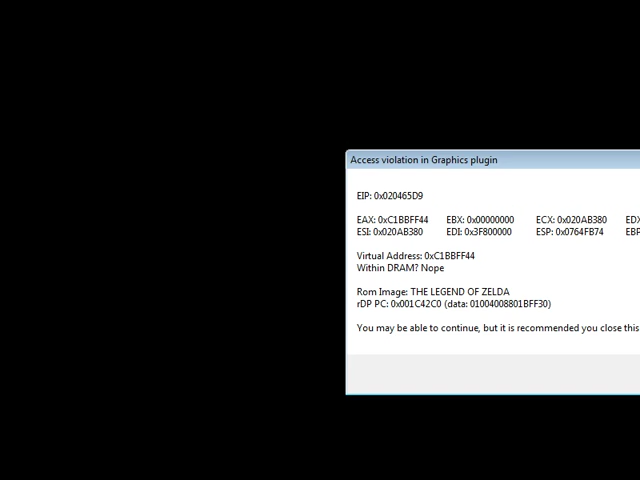 Access violation in Graphics plugin
EIP: 0x020465D9
EAX: 0xC1BBFF44 EBX: 0x00000000 ECX: 0x020AB380 EDX
ESI: 0x020AB380 EDI: 0x3F800000 ESP: 0x0764FB74 EBP
Virtual Address: 0xC1BBFF44
Within DRAM? Nope
Rom Image: THE LEGEND OF ZELDA
rDP PC: 0x001C42C0 (data: 01004008801BFF30)
You may be able to continue, but it is recommended you close this